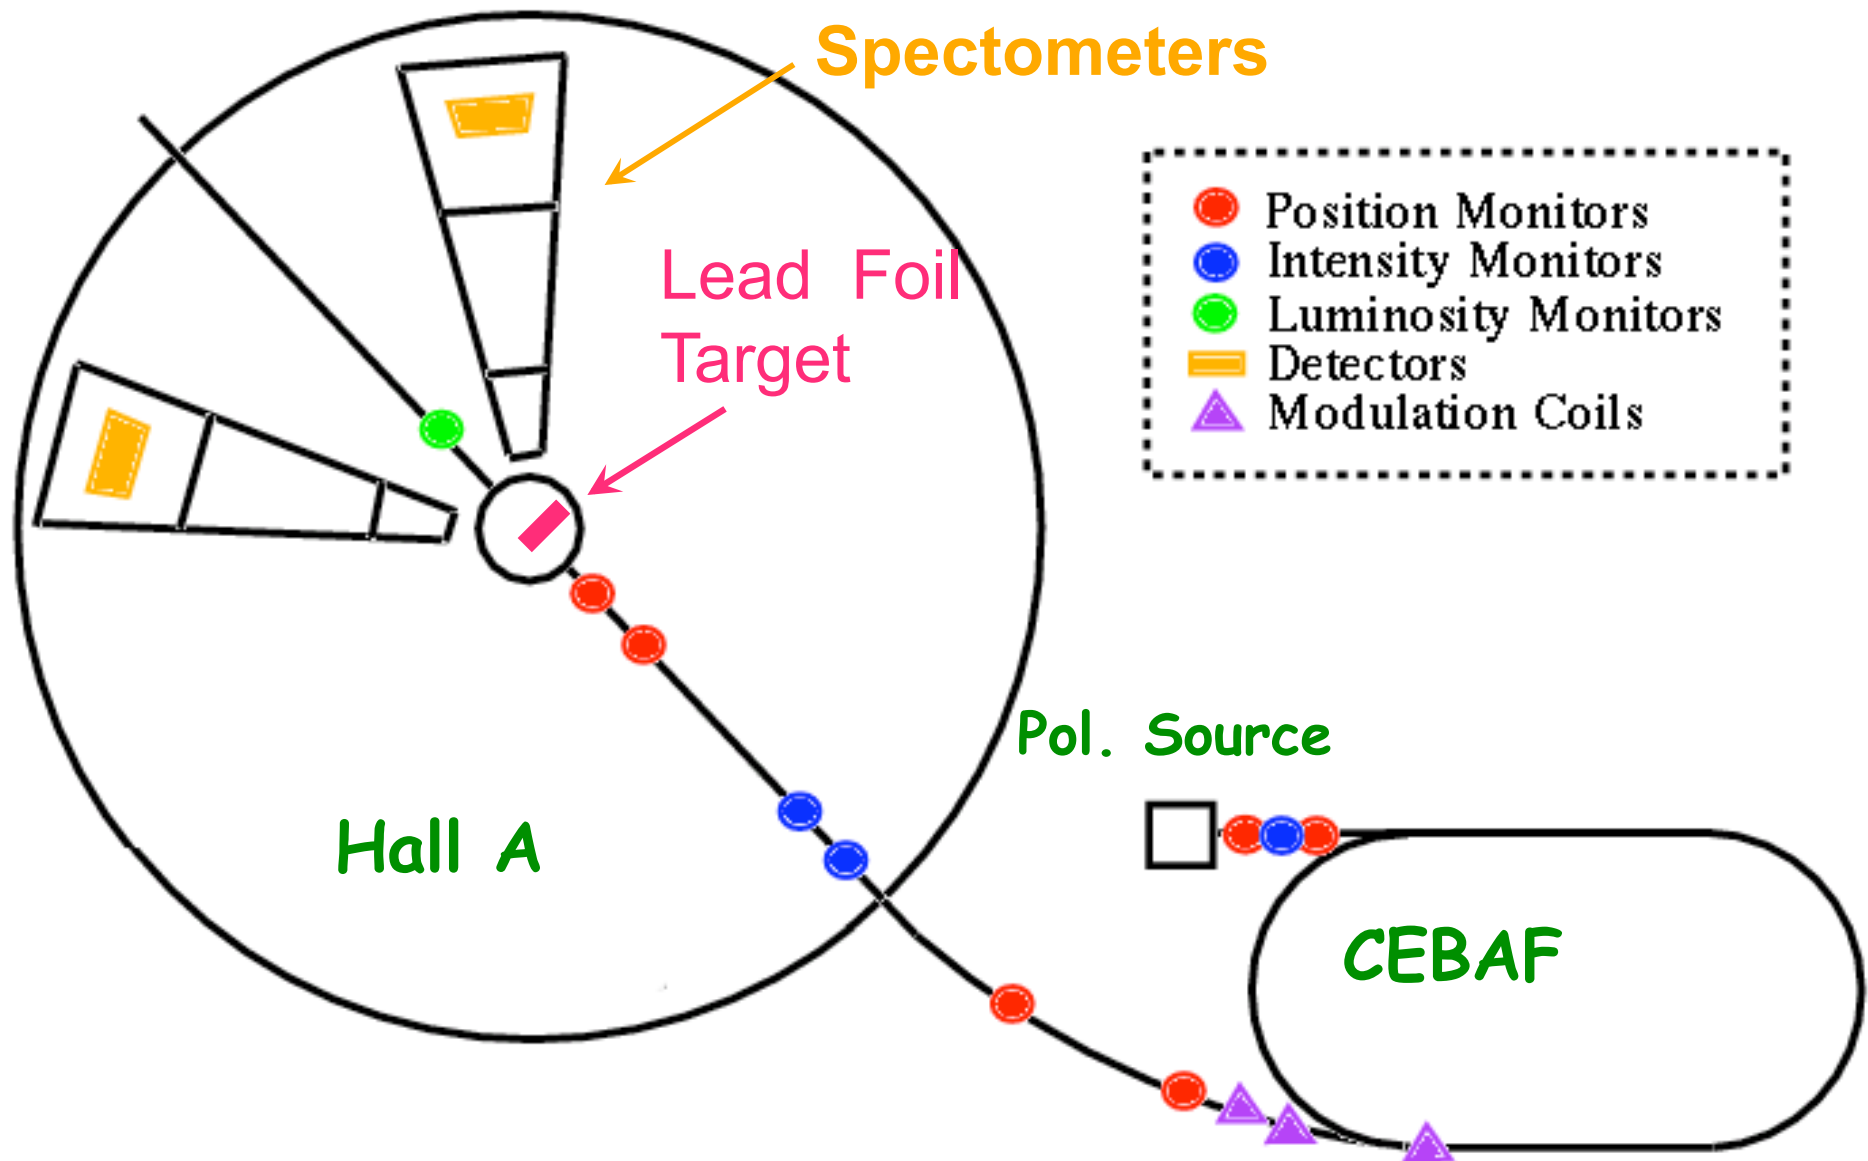 Spectometers
Position Monitors
Intensity Monitors
Luminosity Monitors
Detectors
Modulation Coils
Lead Foil
Target
Pol. Source
Hall A
CEBAF